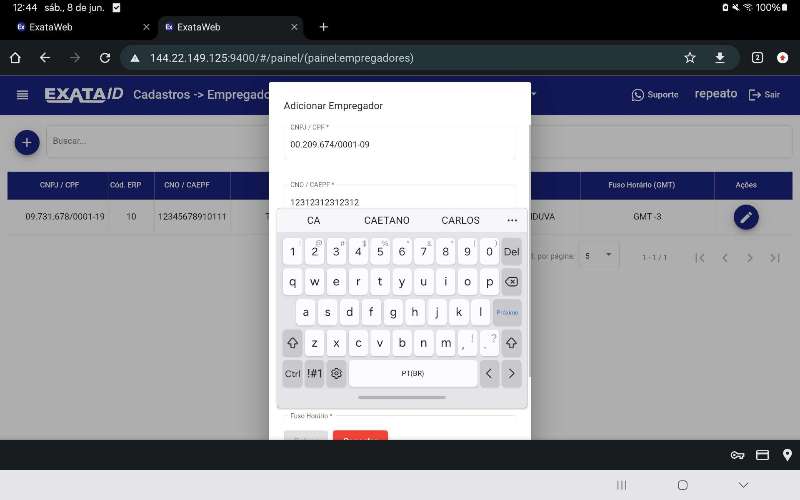 12:44 sáb., 8 de jun. 100%
ExataWeb
ExataWeb
144.22.149.125:9400/#/painel/(painel:empregadores)
2
EXATA ID Cadastros -> Empregado Suporte repeato Sair
Adicionar Empregador
CNPJ / CPF *
00.209.674/0001-09
Buscar...
CNO / CAEPF *
12312312312312
CNPJ / CPF Cód. ERP CNO / CAEPF Fuso Horário (GMT) Ações
09.731.678/0001-19 10 12345678910111 T DUVA GMT -3
por página: 5 1 - 1 / 1
CA CAETANO CARLOS ...
1 2 3 4 5 6 7 8 9 0 Del
q w e r t y u i o p
a s d f g h j k l Próximo
z x c v b n m , ! . ?
Ctrl !#1 PT(BR) < >
Fuso Horário *